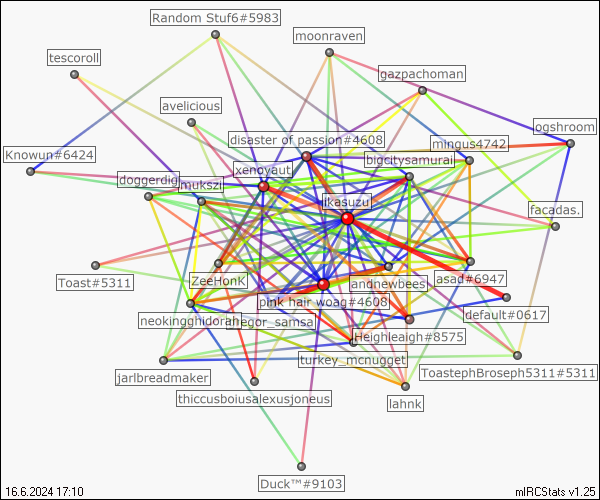 Random Stuf6#5983
moonraven
tescoroll
gazpachoman
avelicious
ogshroom
disaster of passion#4608
mingus4742
Knowun#6424
bigcitysamurai
xenoyaut
doggerdig
mukszii
ikasuzu
facadas.
Toast#5311
ZeeHonK
andnewbees
asad#6947
pink hair woag#4608
default#0617
neokingghidorah
ahegor_samsa
Heighleaigh#8575
turkey_mcnugget
jarlbreadmaker
ToastephBroseph5311#5311
thiccusboiusalexusjoneus
lahnk
Duck™#9103
16.6.2024 17:10
mIRCStats v1.25